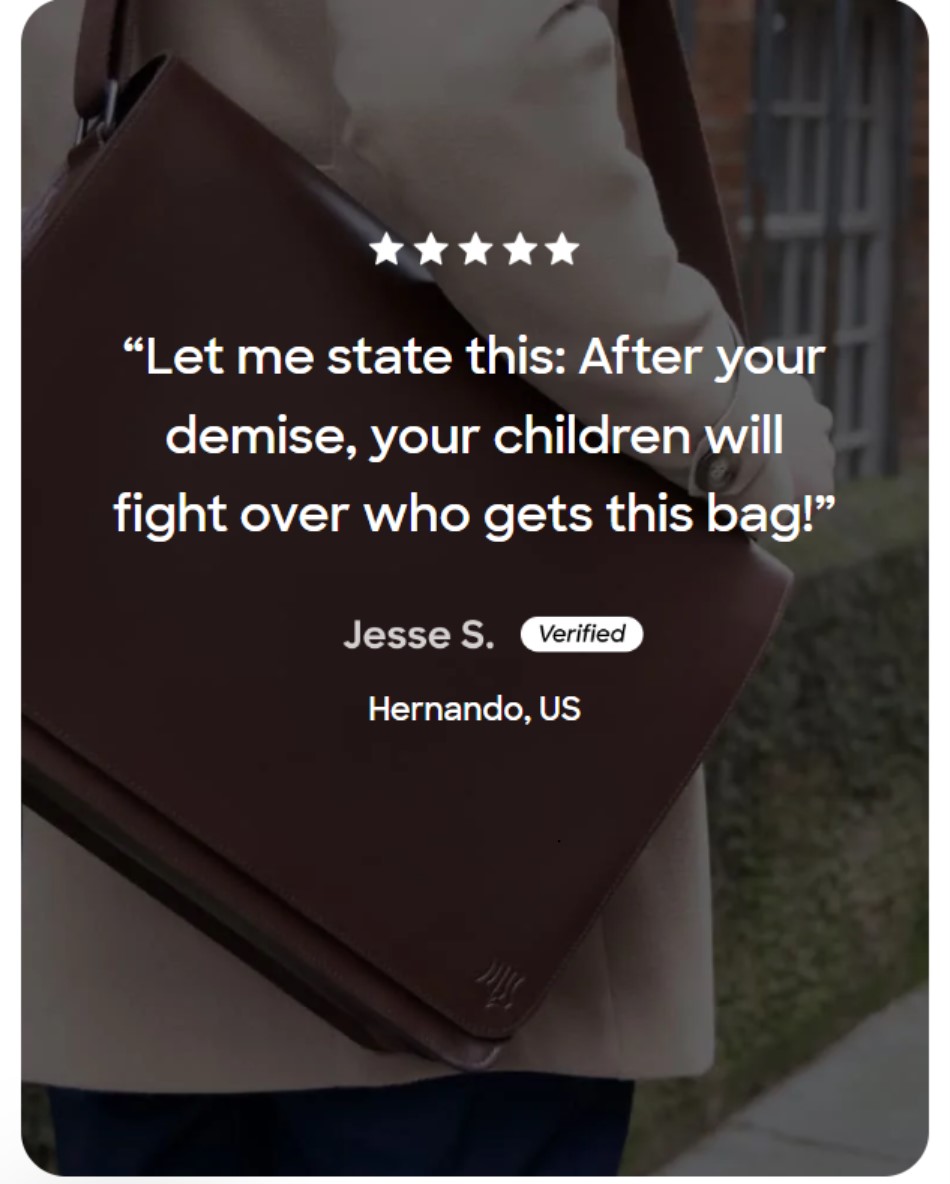 “Let me state this: After your
demise, your children will
fight over who gets this bag!”
Jesse S. Verified
Hernando, US